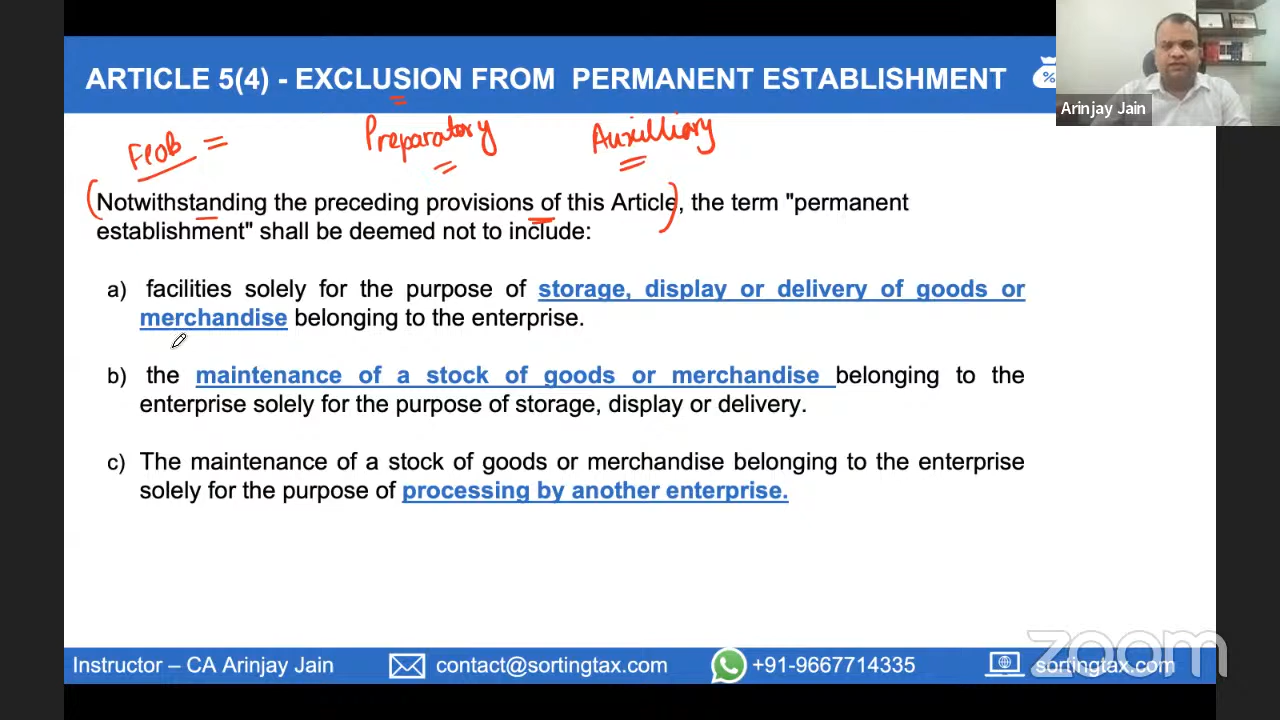 ARTICLE 5(4) - EXCLUSION FROM PERMANENT ESTABLISHMENT
%
Arinjay Jain
Preparatory
Auxilliary
Notwithstanding the preceding provisions of this Article, the term "permanent
establishment" shall be deemed not to include:
a) facilities solely for the purpose of storage, display or delivery of goods or
merchandise belonging to the enterprise.
b) the maintenance of a stock of goods or merchandise belonging to the
enterprise solely for the purpose of storage, display or delivery.
c) The maintenance of a stock of goods or merchandise belonging to the enterprise
solely for the purpose of processing by another enterprise.
Instructor – CA Arinjay Jain
contact@sortingtax.com
+91-9667714335
sortingtax.com
zoom